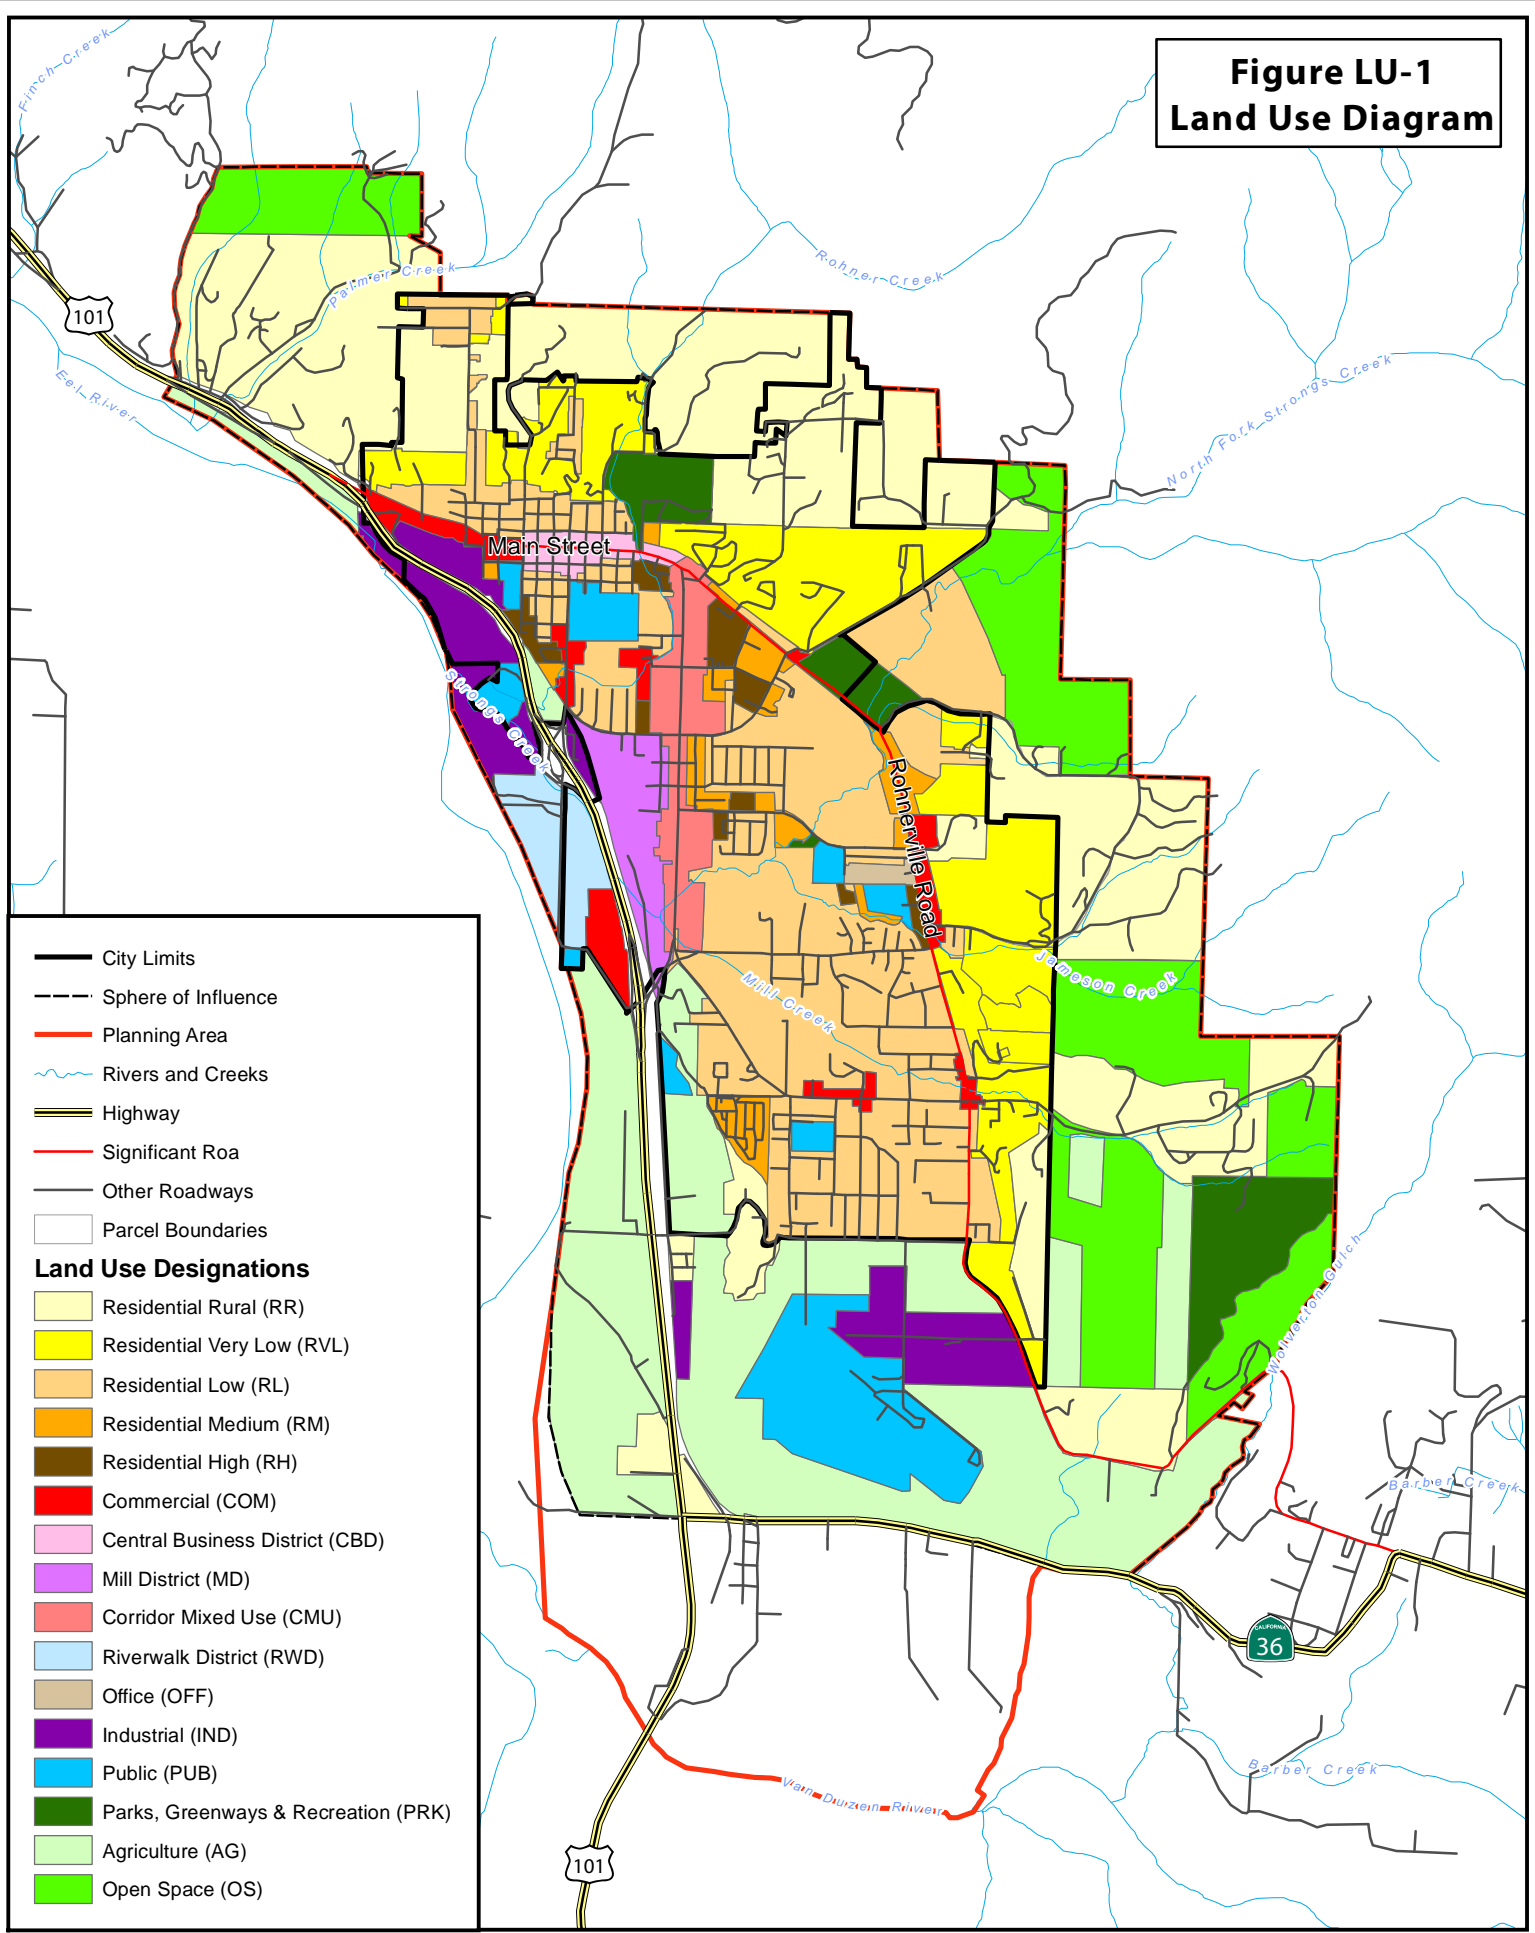 Figure LU-1
Land Use Diagram
Finch Creek
Palmer Creek
Rohner Creek
101
Eel River
North Fork Strongs Creek
Main Street
Strongs Creek
Rohnerville Road
Jameson Creek
Mill Creek
Wolverton Gulch
Barber Creek
CALIFORNIA
36
Barber Creek
Van Duzen River
101
City Limits
Sphere of Influence
Planning Area
Rivers and Creeks
Highway
Significant Roa
Other Roadways
Parcel Boundaries
Land Use Designations
Residential Rural (RR)
Residential Very Low (RVL)
Residential Low (RL)
Residential Medium (RM)
Residential High (RH)
Commercial (COM)
Central Business District (CBD)
Mill District (MD)
Corridor Mixed Use (CMU)
Riverwalk District (RWD)
Office (OFF)
Industrial (IND)
Public (PUB)
Parks, Greenways & Recreation (PRK)
Agriculture (AG)
Open Space (OS)